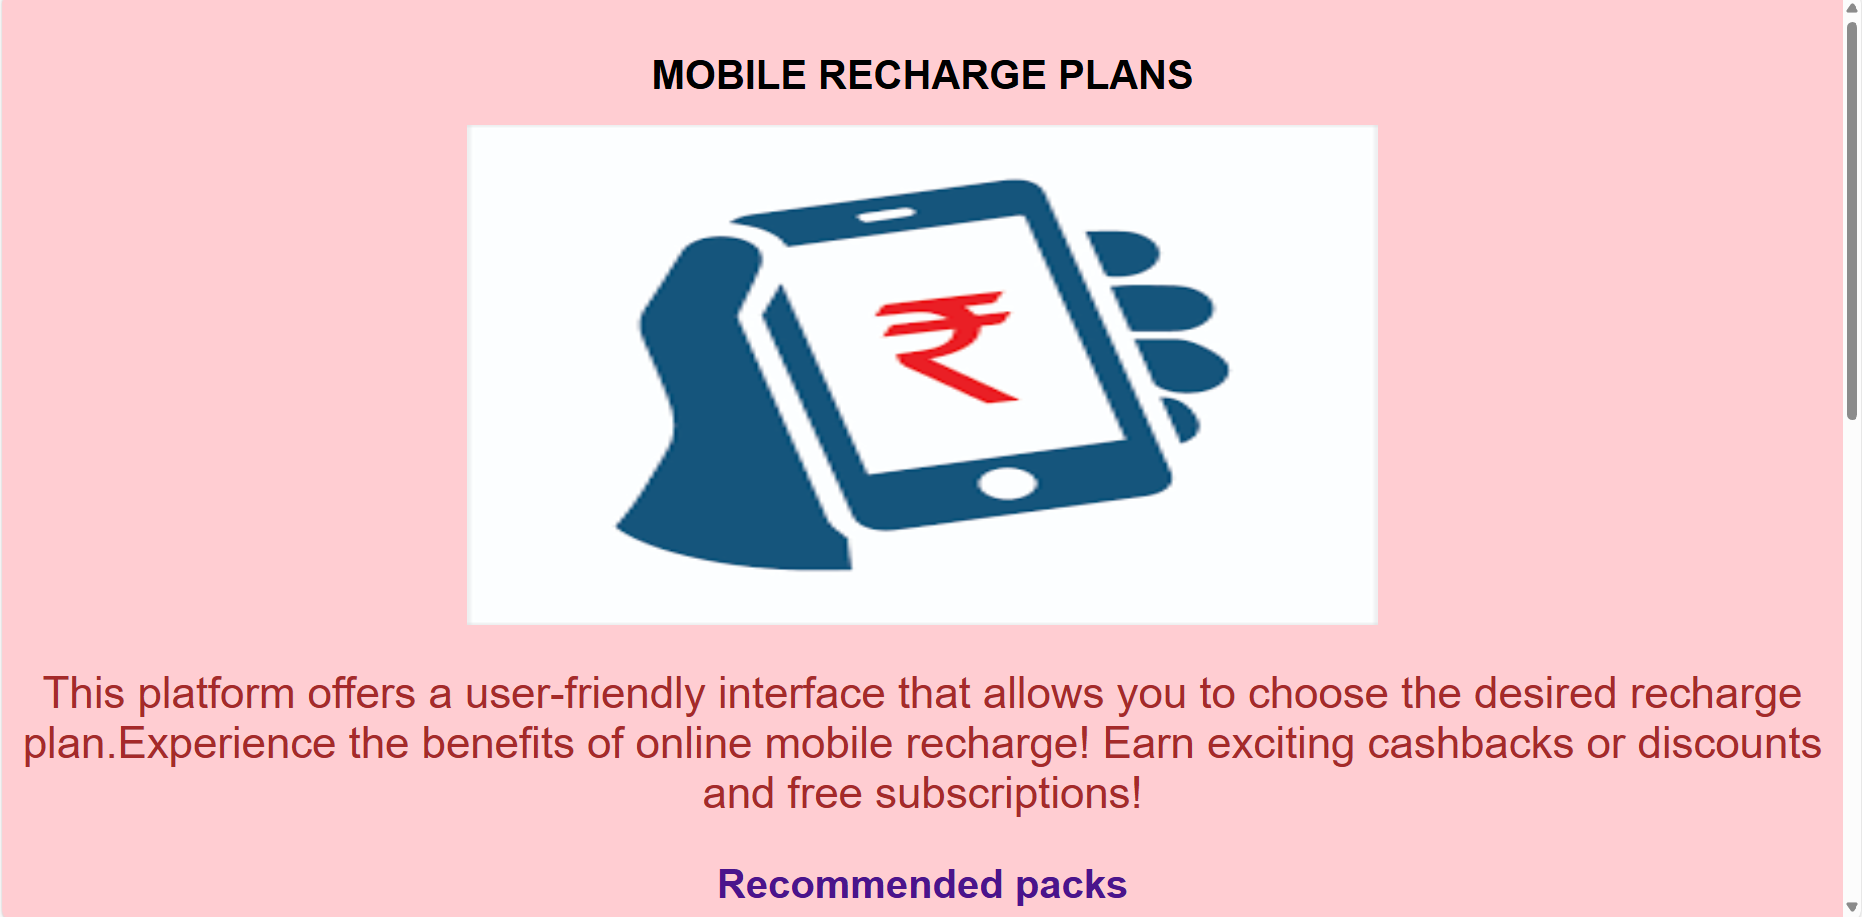 MOBILE RECHARGE PLANS
₹
This platform offers a user-friendly interface that allows you to choose the desired recharge
plan.Experience the benefits of online mobile recharge! Earn exciting cashbacks or discounts
and free subscriptions!
Recommended packs